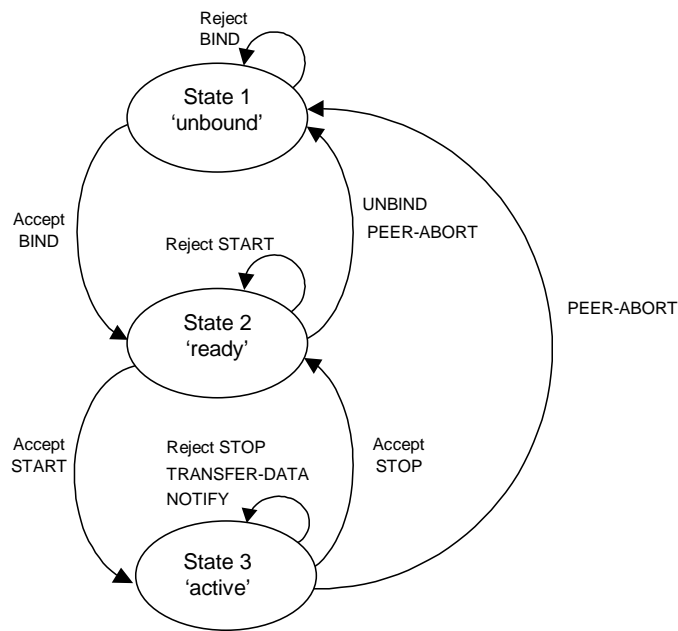 Reject
BIND
State 1
‘unbound’
Accept
BIND
UNBIND
PEER-ABORT
Reject START
PEER-ABORT
State 2
‘ready’
Accept
START
Reject STOP
TRANSFER-DATA
NOTIFY
Accept
STOP
State 3
‘active’